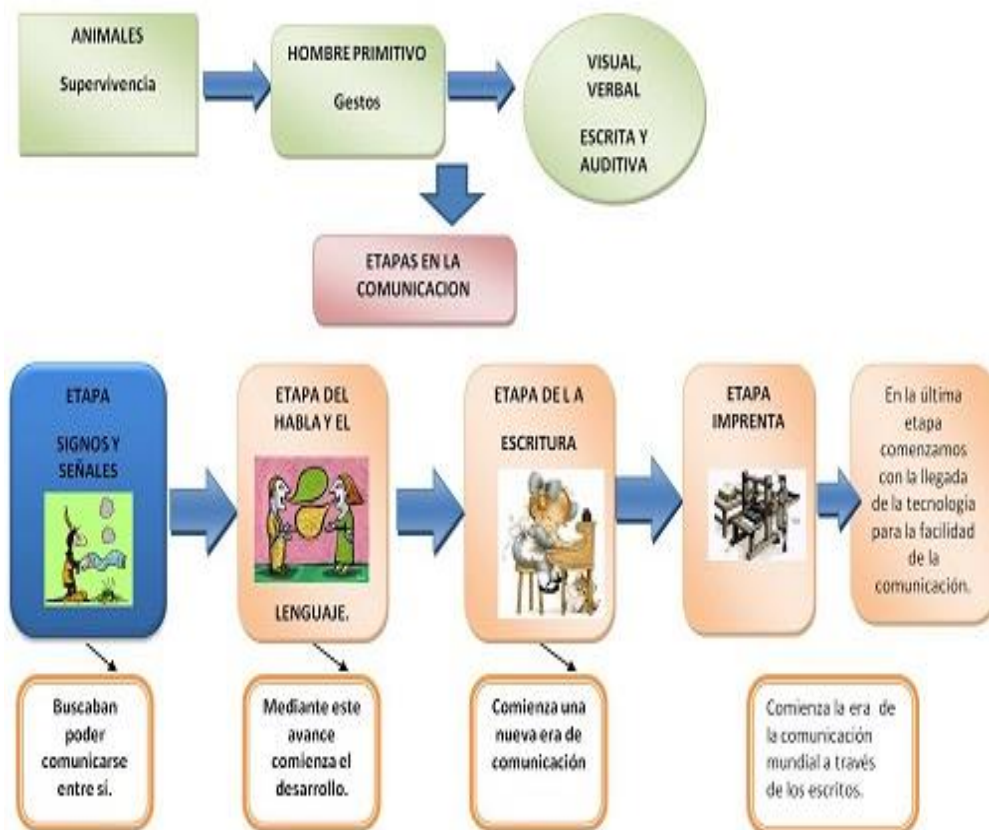 ANIMALES
Supervivencia
HOMBRE PRIMITIVO
Gestos
VISUAL,
VERBAL
ESCRITA Y
AUDITIVA
ETAPAS EN LA
COMUNICACION
ETAPA
SIGNOS Y
SEÑALES
ETAPA DEL
HABLA Y EL
LENGUAJE.
ETAPA DE L A
ESCRITURA
ETAPA
IMPRENTA
En la última
etapa
comenzamos
con la llegada
de la tecnología
para la facilidad
de la
comunicación.
Buscaban
poder
comunicarse
entre sí.
Mediante este
avance
comienza el
desarrollo.
Comienza una
nueva era de
comunicación
Comienza la era de
la comunicación
mundial a través
de los escritos.